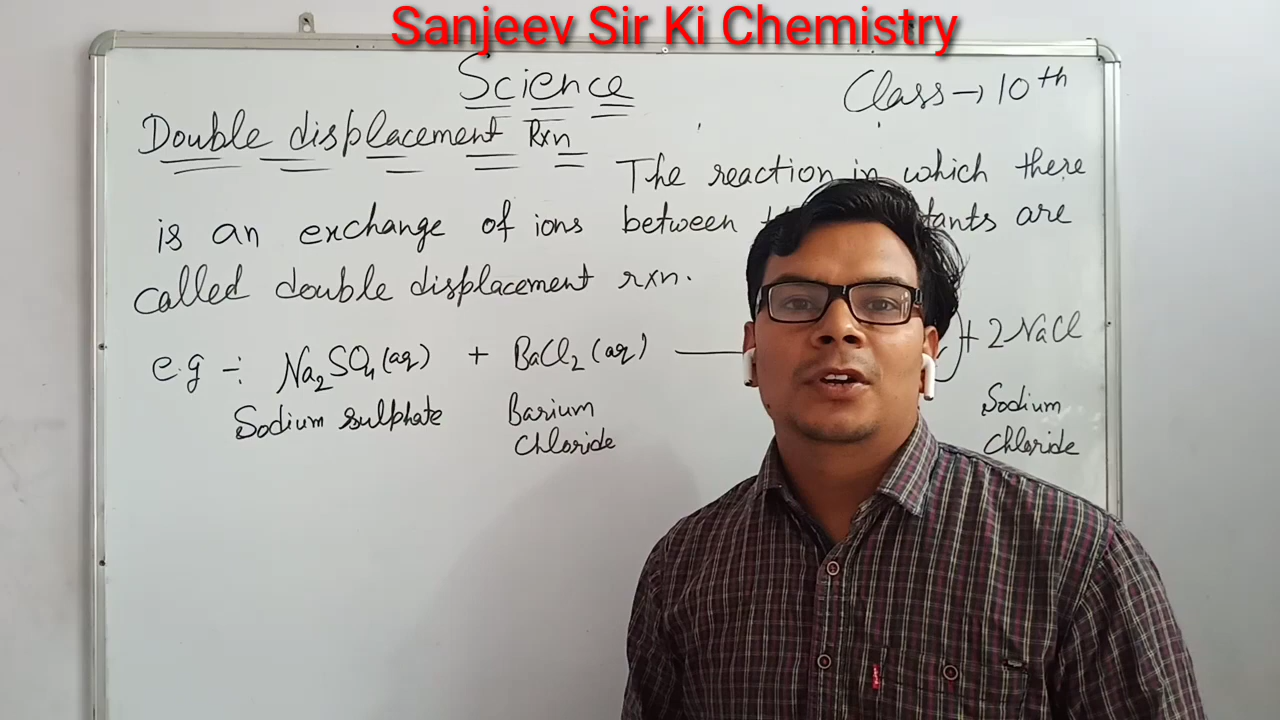 Sanjeev Sir Ki Chemistry
Science
Class → 10th
Double displacement Rxn
The reaction in which there
is an exchange of ions between are
called double displacement rxn.
e.g -: Na2SO4(aq) + BaCl2(aq) + 2NaCl
Sodium sulphate Barium Chloride Sodium Chloride